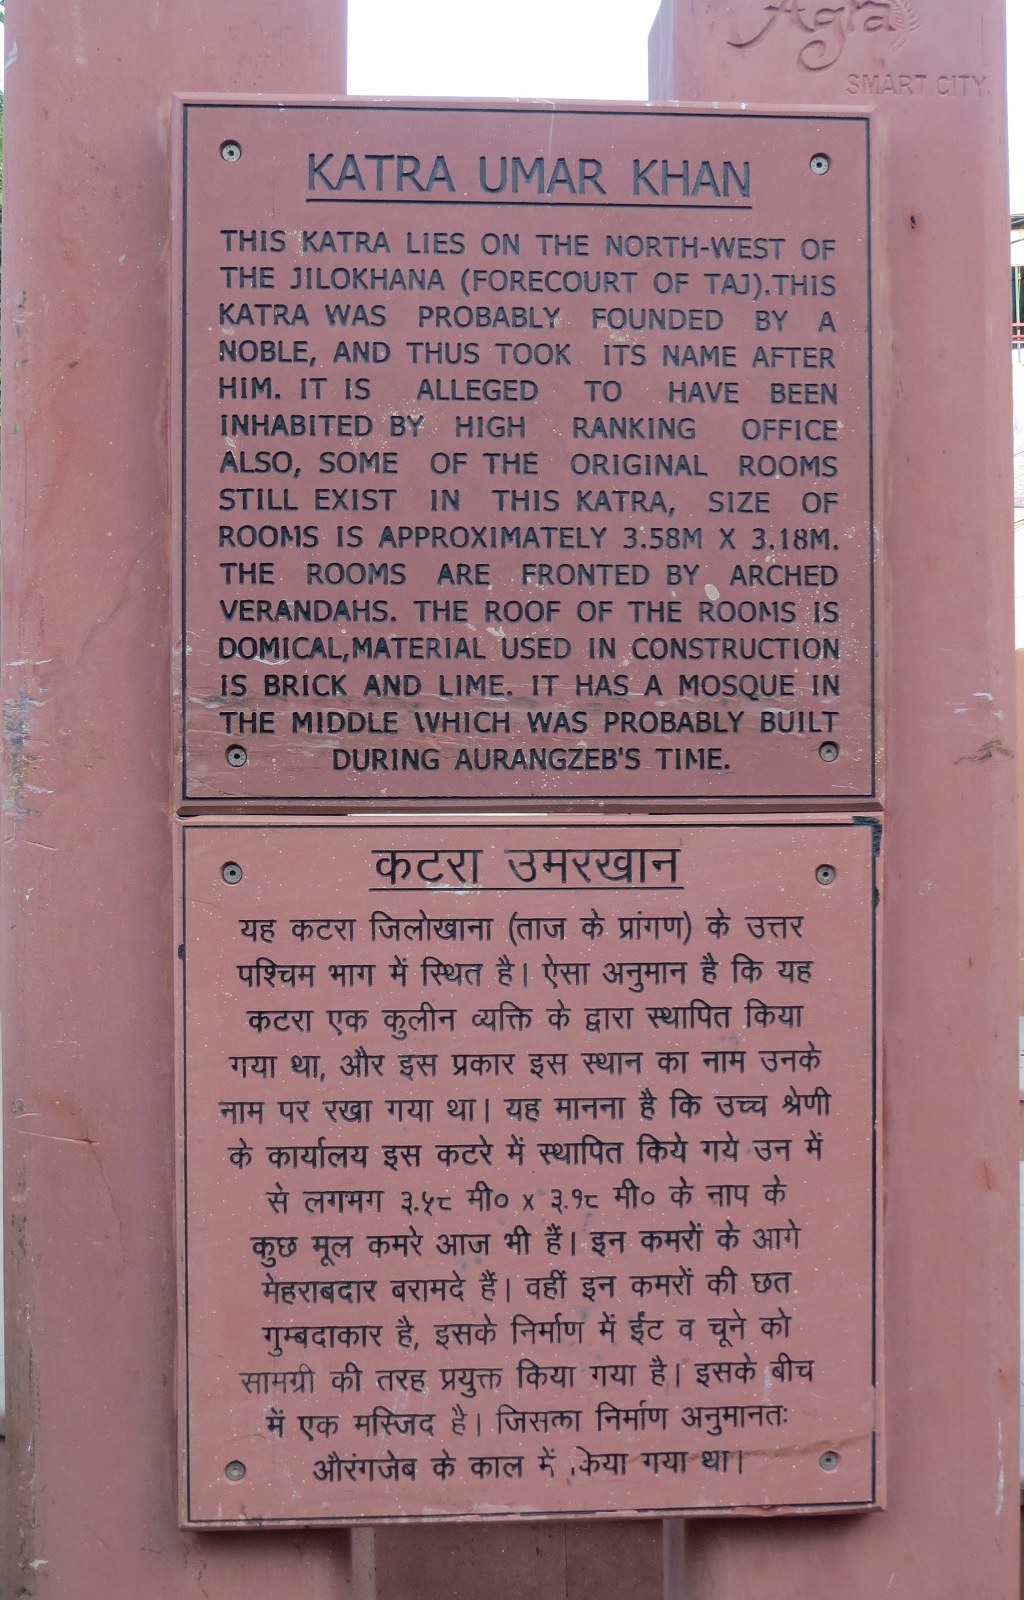 Agra
SMART CITY
KATRA UMAR KHAN
THIS KATRA LIES ON THE NORTH-WEST OF
THE JILOKHANA (FORECOURT OF TAJ).THIS
KATRA WAS PROBABLY FOUNDED BY A
NOBLE, AND THUS TOOK ITS NAME AFTER
HIM. IT IS ALLEGED TO HAVE BEEN
INHABITED BY HIGH RANKING OFFICE
ALSO, SOME OF THE ORIGINAL ROOMS
STILL EXIST IN THIS KATRA, SIZE OF
ROOMS IS APPROXIMATELY 3.58M X 3.18M.
THE ROOMS ARE FRONTED BY ARCHED
VERANDAHS. THE ROOF OF THE ROOMS IS
DOMICAL,MATERIAL USED IN CONSTRUCTION
IS BRICK AND LIME. IT HAS A MOSQUE IN
THE MIDDLE WHICH WAS PROBABLY BUILT
DURING AURANGZEB'S TIME.
कटरा उमरखान
यह कटरा जिलोखाना (ताज के प्रांगण) के उत्तर
पश्चिम भाग में स्थित है। ऐसा अनुमान है कि यह
कटरा एक कुलीन व्यक्ति के द्वारा स्थापित किया
गया था, और इस प्रकार इस स्थान का नाम उनके
नाम पर रखा गया था। यह मानना है कि उच्च श्रेणी
के कार्यालय इस कटरे में स्थापित किये गये उन में
से लगभग ३.५८ मी० x ३.१८ मी० के नाप के
कुछ मूल कमरे आज भी हैं। इन कमरों के आगे
मेहराबदार बरामदे हैं। वहीं इन कमरों की छत
गुम्बदाकार है, इसके निर्माण में ईंट व चूने को
सामग्री की तरह प्रयुक्त किया गया है। इसके बीच
में एक मस्जिद है। जिसका निर्माण अनुमानतः
औरंगजेब के काल में किया गया था।